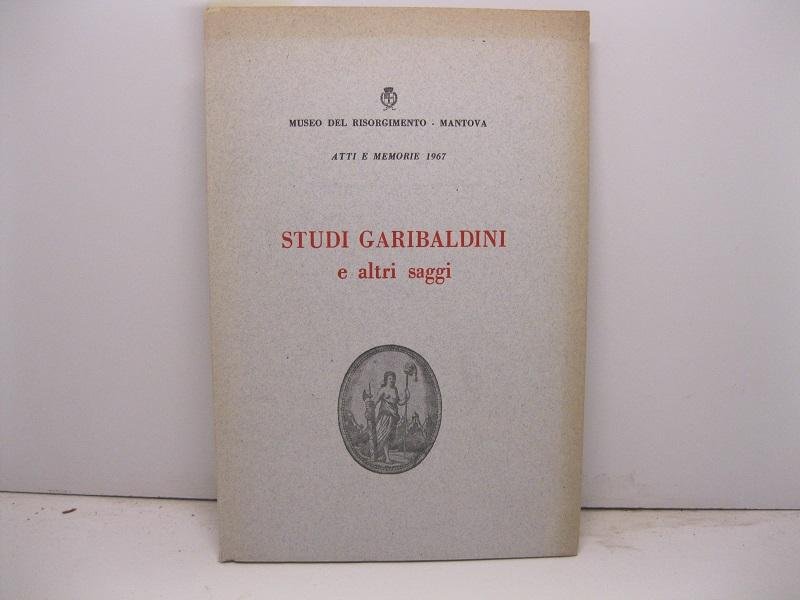 MUSEO DEL RISORGIMENTO - MANTOVA
ATTI E MEMORIE 1967
STUDI GARIBALDINI
e altri saggi